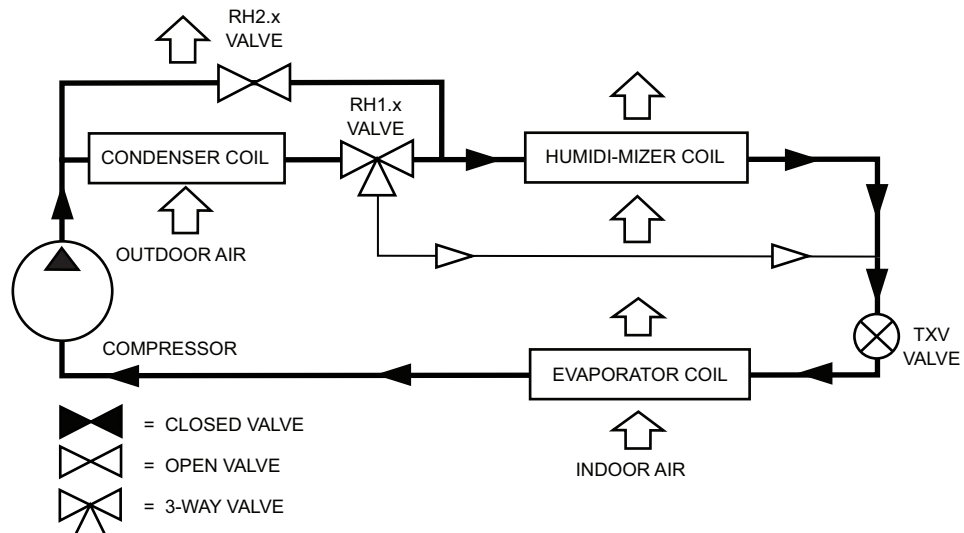 RH2.x
VALVE
RH1.x
VALVE
CONDENSER COIL
HUMIDI-MIZER COIL
OUTDOOR AIR
COMPRESSOR
TXV
VALVE
EVAPORATOR COIL
INDOOR AIR
= CLOSED VALVE
= OPEN VALVE
= 3-WAY VALVE